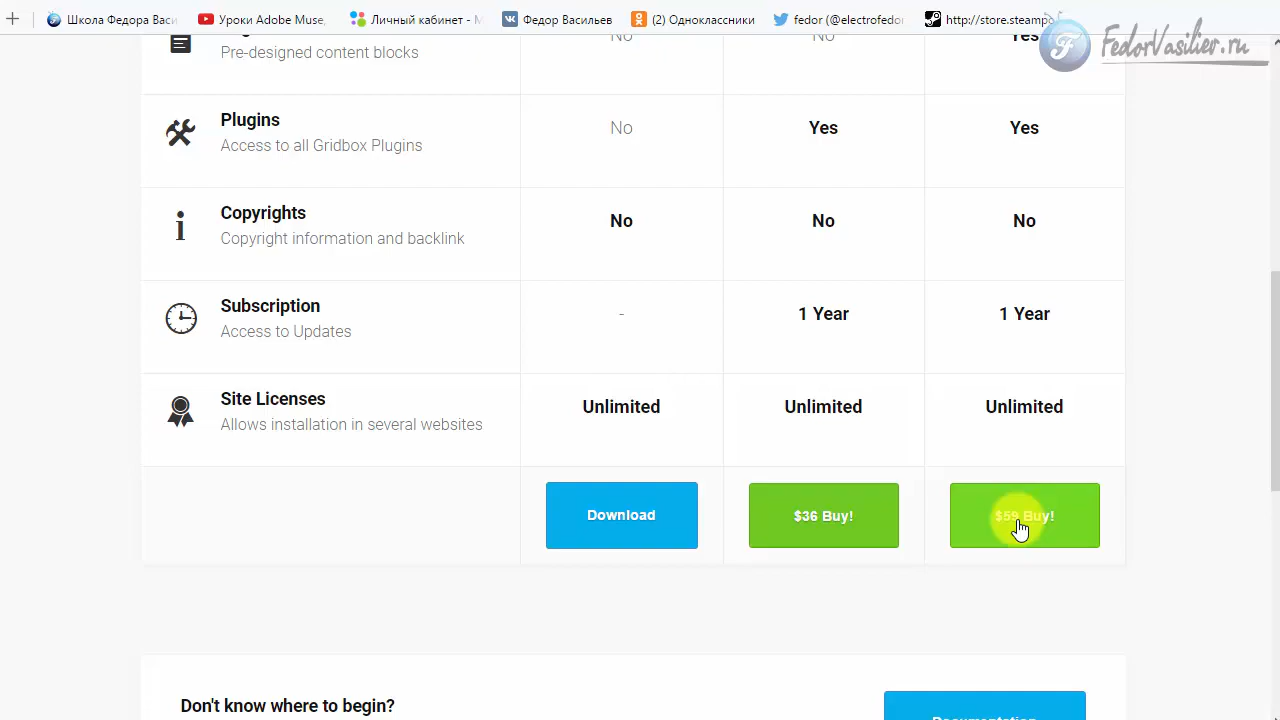 Школа Федора Васи
Уроки Adobe Muse,
Личный кабинет - M
Федор Васильев
(2) Одноклассники
fedor (@electrofedor
http://store.steampo
FedorVasiliev.ru
No No Yes
Pre-designed content blocks
Plugins
Access to all Gridbox Plugins
No Yes Yes
Copyrights
Copyright information and backlink
No No No
Subscription
Access to Updates
- 1 Year 1 Year
Site Licenses
Allows installation in several websites
Unlimited Unlimited Unlimited
Download $36 Buy! $59 Buy!
Don't know where to begin?
Documentation